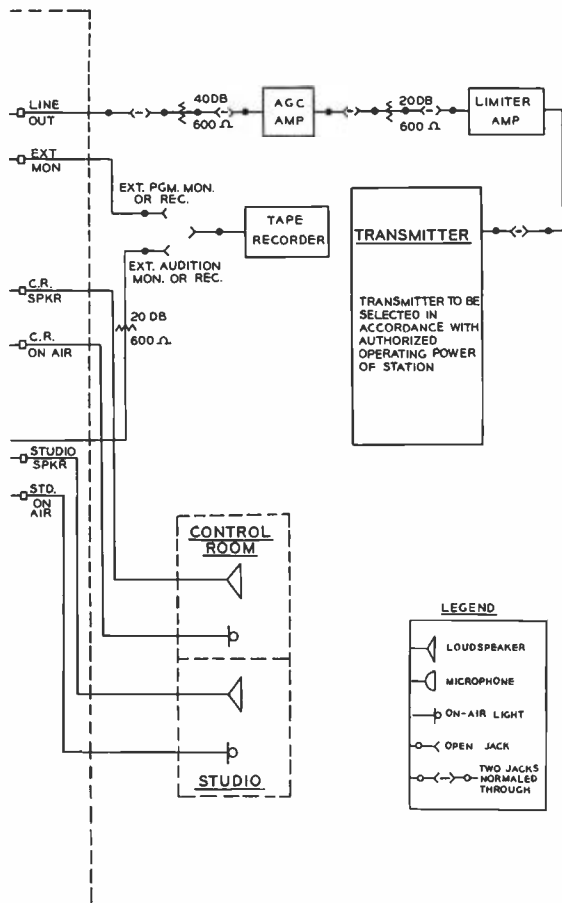 LINE
OUT
40DB
600 Ω
AGC
AMP
20DB
600 Ω
LIMITER
AMP
EXT
MON
EXT. PGM. MON.
OR REC.
TAPE
RECORDER
EXT. AUDITION
MON. OR REC.
TRANSMITTER
TRANSMITTER TO BE
SELECTED IN
ACCORDANCE WITH
AUTHORIZED
OPERATING POWER
OF STATION
C.R.
SPKR
20 DB
600 Ω
C.R.
ON AIR
STUDIO
SPKR
STD.
ON
AIR
CONTROL
ROOM
STUDIO
LEGEND
LOUDSPEAKER
MICROPHONE
ON-AIR LIGHT
OPEN JACK
TWO JACKS
NORMALED
THROUGH